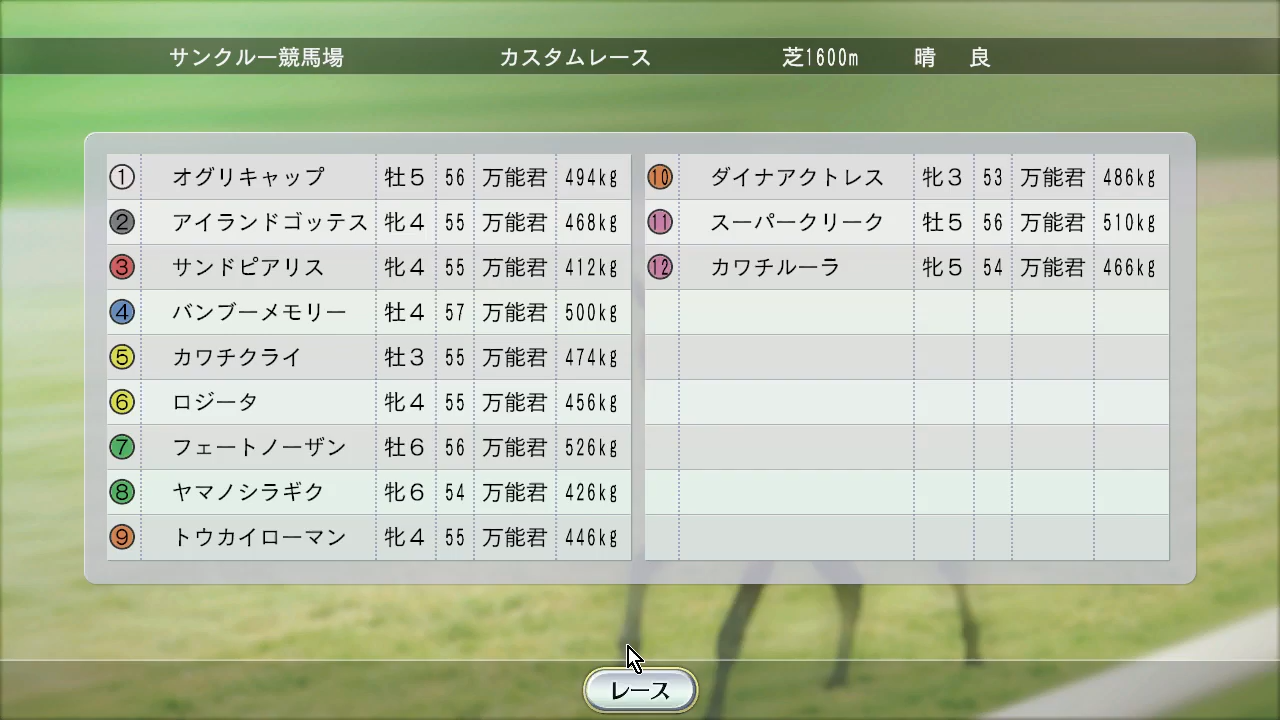 サンクルー競馬場 カスタムレース 芝1600m 晴 良
1 オグリキャップ 牡5 56 万能君 494kg
2 アイランドゴッテス 牝4 55 万能君 468kg
3 サンドピアリス 牝4 55 万能君 412kg
4 バンブーメモリー 牡4 57 万能君 500kg
5 カワチクライ 牡3 55 万能君 474kg
6 ロジータ 牝4 55 万能君 456kg
7 フェートノーザン 牡6 56 万能君 526kg
8 ヤマノシラギク 牝6 54 万能君 426kg
9 トウカイローマン 牝4 55 万能君 446kg
10 ダイナアクトレス 牝3 53 万能君 486kg
11 スーパークリーク 牡5 56 万能君 510kg
12 カワチルーラ 牝5 54 万能君 466kg
レース